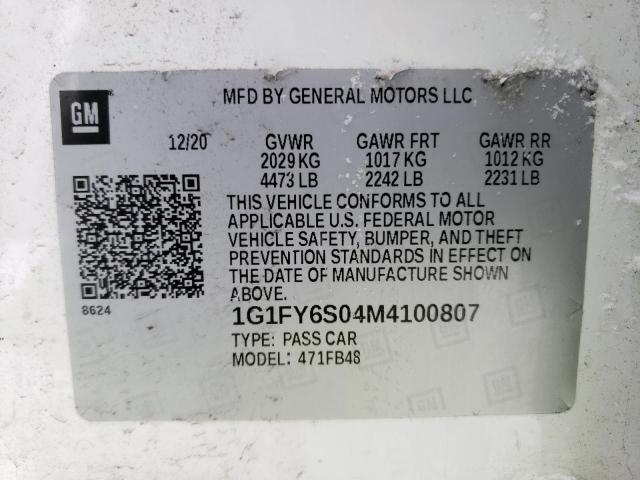 GM
MFD BY GENERAL MOTORS LLC
12/20 GVWR GAWR FRT GAWR RR
2029 KG 1017 KG 1012 KG
4473 LB 2242 LB 2231 LB
THIS VEHICLE CONFORMS TO ALL
APPLICABLE U.S. FEDERAL MOTOR
VEHICLE SAFETY, BUMPER, AND THEFT
PREVENTION STANDARDS IN EFFECT ON
THE DATE OF MANUFACTURE SHOWN
ABOVE.
8624
1G1FY6S04M4100807
TYPE: PASS CAR
MODEL: 471FB48